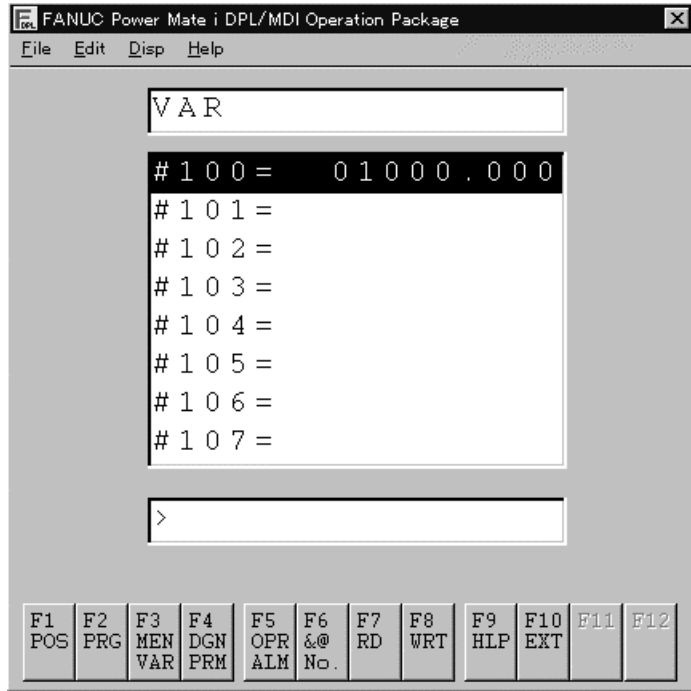 FANUC Power Mate i DPL/MDI Operation Package
File Edit Disp Help
VAR
#100= 01000.000
#101=
#102=
#103=
#104=
#105=
#106=
#107=
>
F1 F2 F3 F4 F5 F6 F7 F8 F9 F10 F11 F12
POS PRG MEN DGN OPR &@ RD WRT HLP EXT
VAR PRM ALM No.